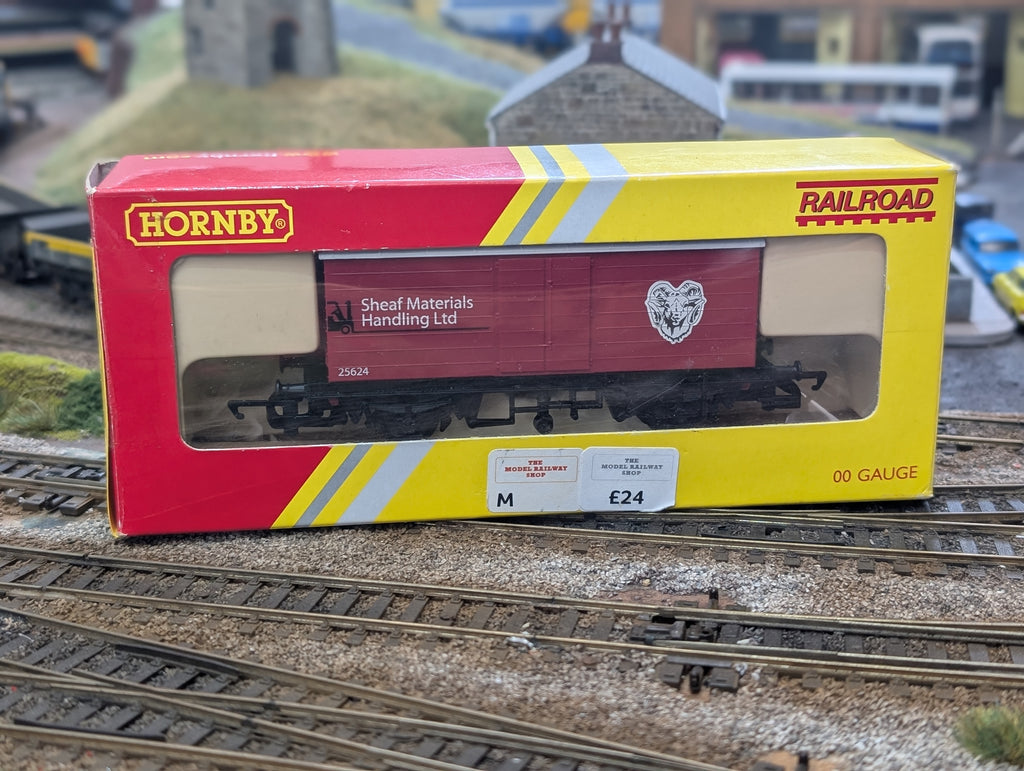 HORNBY®
RAILROAD
Sheaf Materials
Handling Ltd
25624
00 GAUGE
THE
MODEL RAILWAY
SHOP
M
THE
MODEL RAILWAY
SHOP
£24